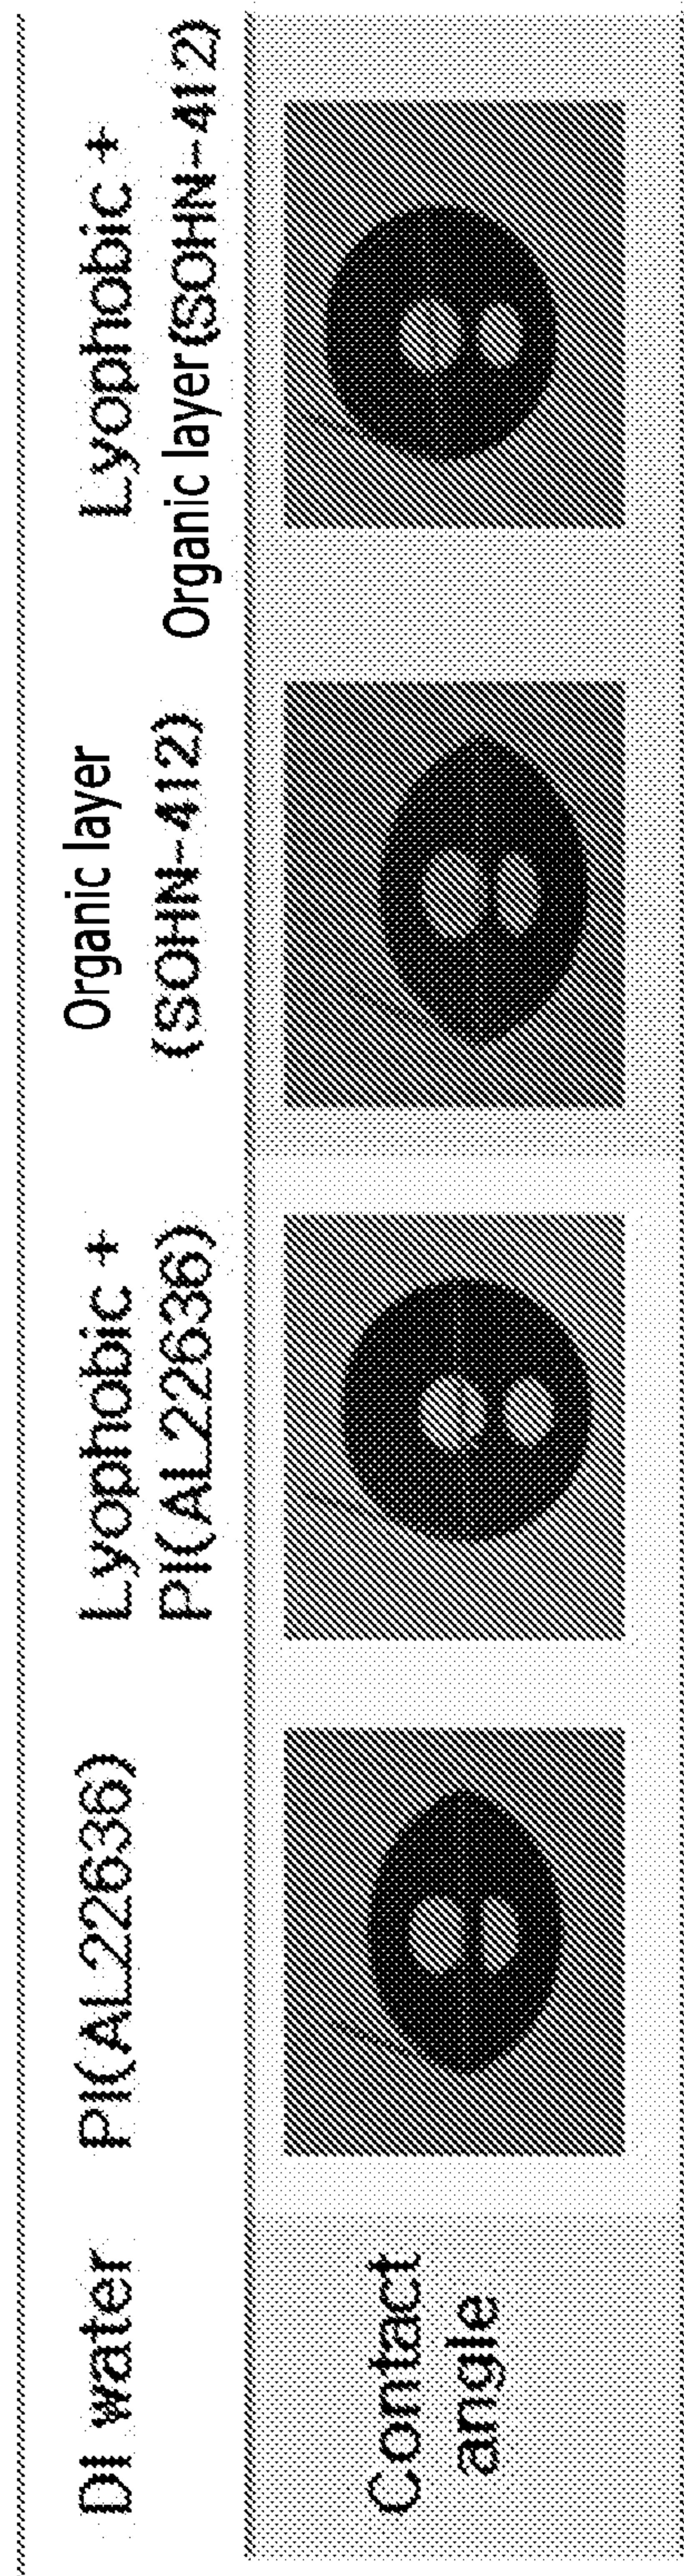 DI water
PI(AL22636)
Lyophobic +
PI(AL22636)
Organic layer
(SOHN-412)
Lyophobic +
Organic layer(SOHN-412)
Contact
angle